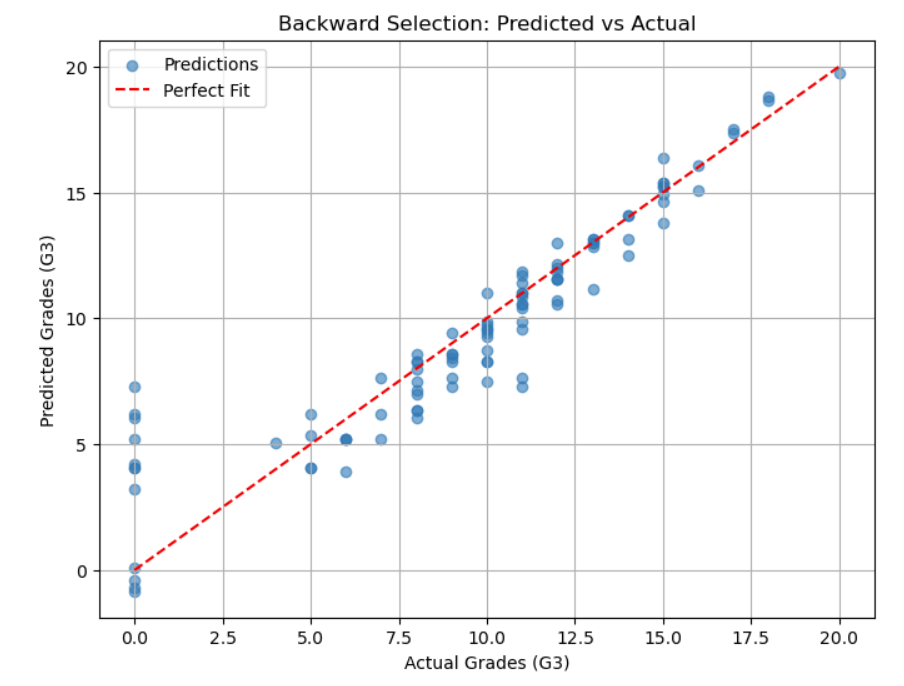 Backward Selection: Predicted vs Actual
Predictions
Perfect Fit
20
15
10
5
0
Predicted Grades (G3)
0.0
2.5
5.0
7.5
10.0
12.5
15.0
17.5
20.0
Actual Grades (G3)